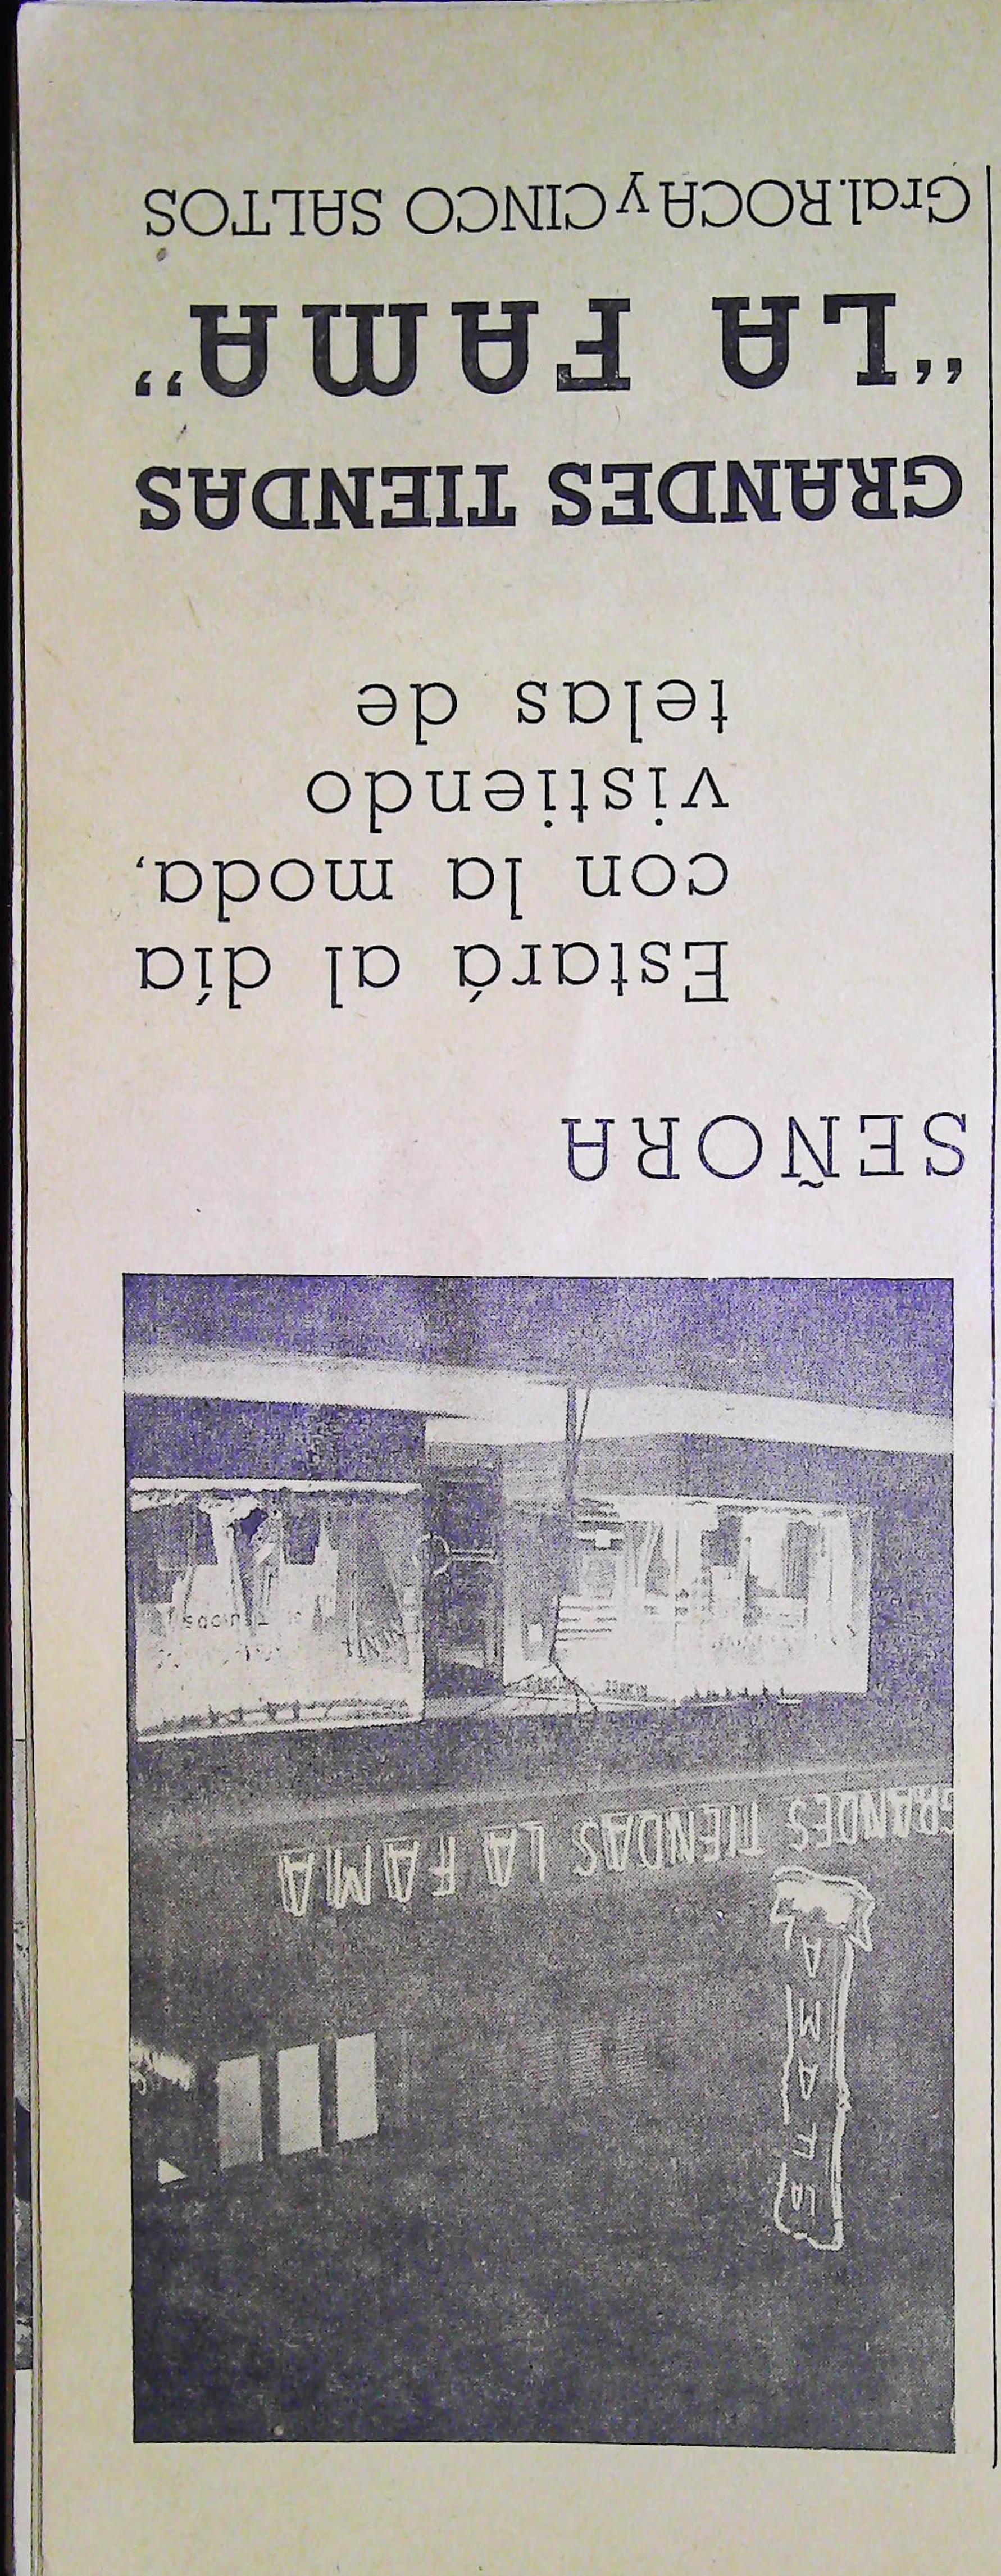 LA
FAMA
GRANDES TIENDAS LA FAMA
SEÑORA
Estará al día
con la moda,
vistiendo
telas de
GRANDES TIENDAS
"LA FAMA"
Gral.ROCA y CINCO SALTOS